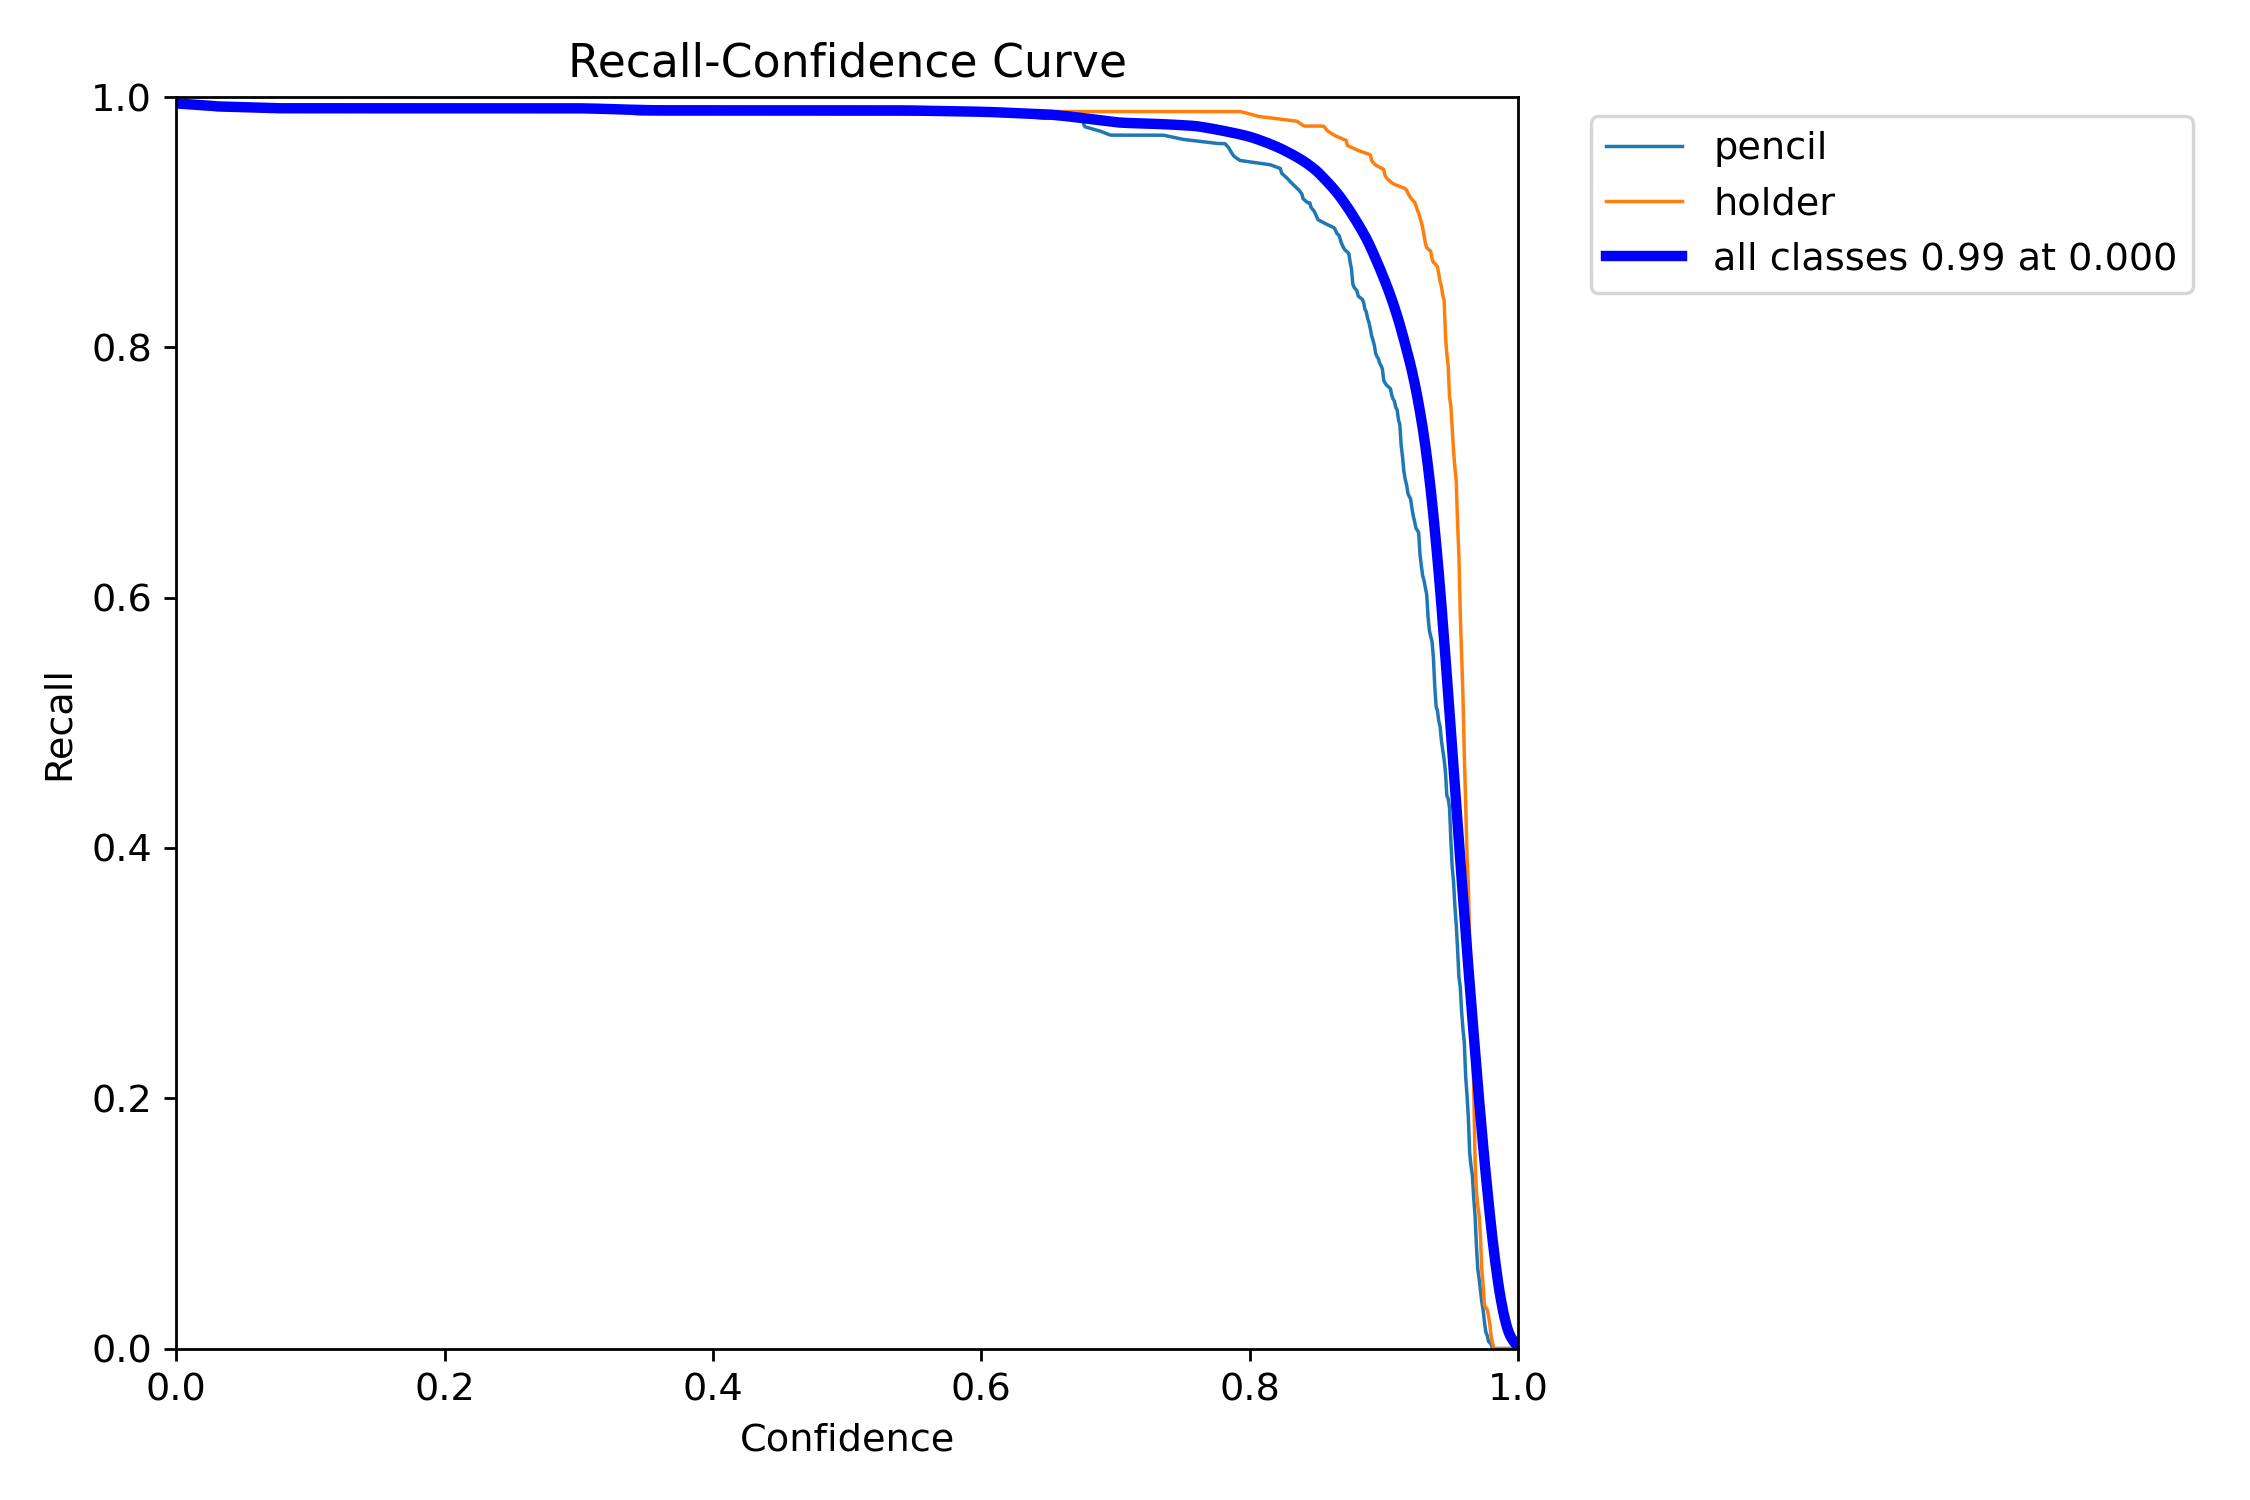 Recall-Confidence Curve
1.0
0.8
0.6
0.4
0.2
0.0
Recall
0.0 0.2 0.4 0.6 0.8 1.0
Confidence
pencil
holder
all classes 0.99 at 0.000